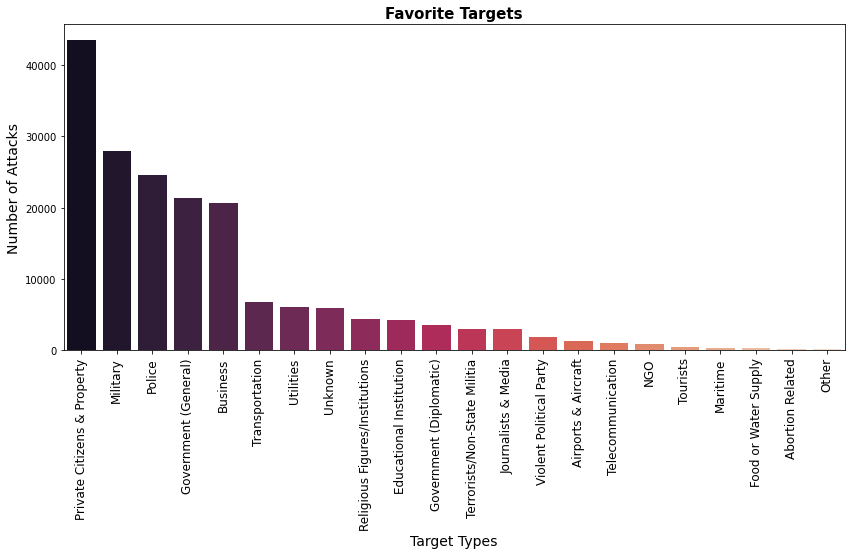 Favorite Targets
Number of Attacks
40000
30000
20000
10000
0
Private Citizens & Property
Military
Police
Government (General)
Business
Transportation
Utilities
Unknown
Religious Figures/Institutions
Educational Institution
Government (Diplomatic)
Terrorists/Non-State Militia
Journalists & Media
Violent Political Party
Airports & Aircraft
Telecommunication
NGO
Tourists
Maritime
Food or Water Supply
Abortion Related
Other
Target Types